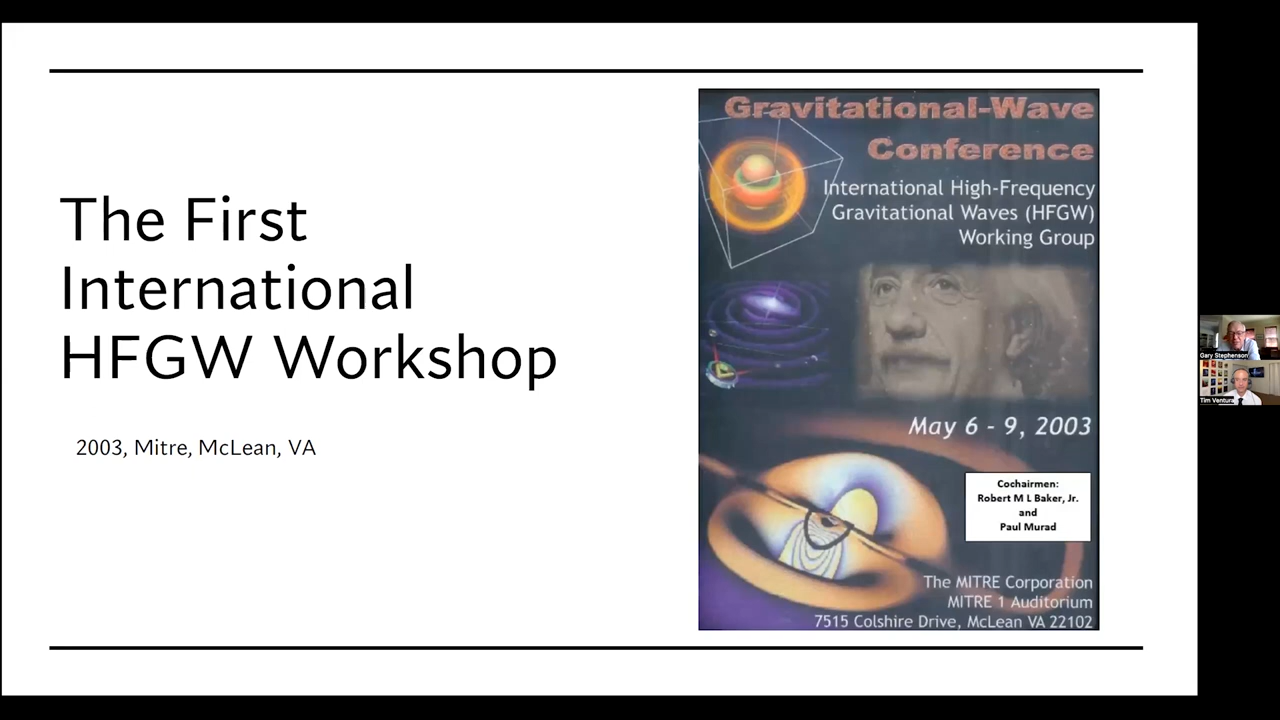 The First
International
HFGW Workshop
2003, Mitre, McLean, VA
Gravitational-Wave
Conference
International High-Frequency
Gravitational Waves (HFGW)
Working Group
May 6 - 9, 2003
Cochairmen:
Robert M L Baker, Jr.
and
Paul Murad
The MITRE Corporation
MITRE 1 Auditorium
7515 Colshire Drive, McLean VA 22102
Gary Stephenson
Tim Ventura